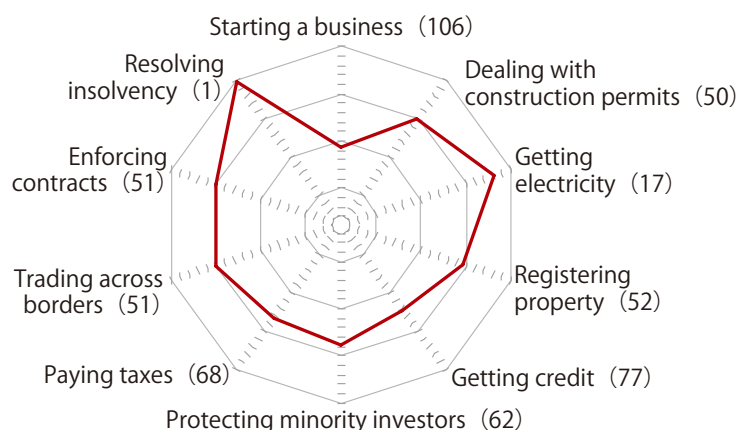 Starting a business（106）
Dealing with
construction permits（50）
Getting
electricity（17）
Registering
property（52）
Getting credit（77）
Protecting minority investors（62）
Paying taxes（68）
Trading across
borders（51）
Enforcing
contracts（51）
Resolving
insolvency（1）